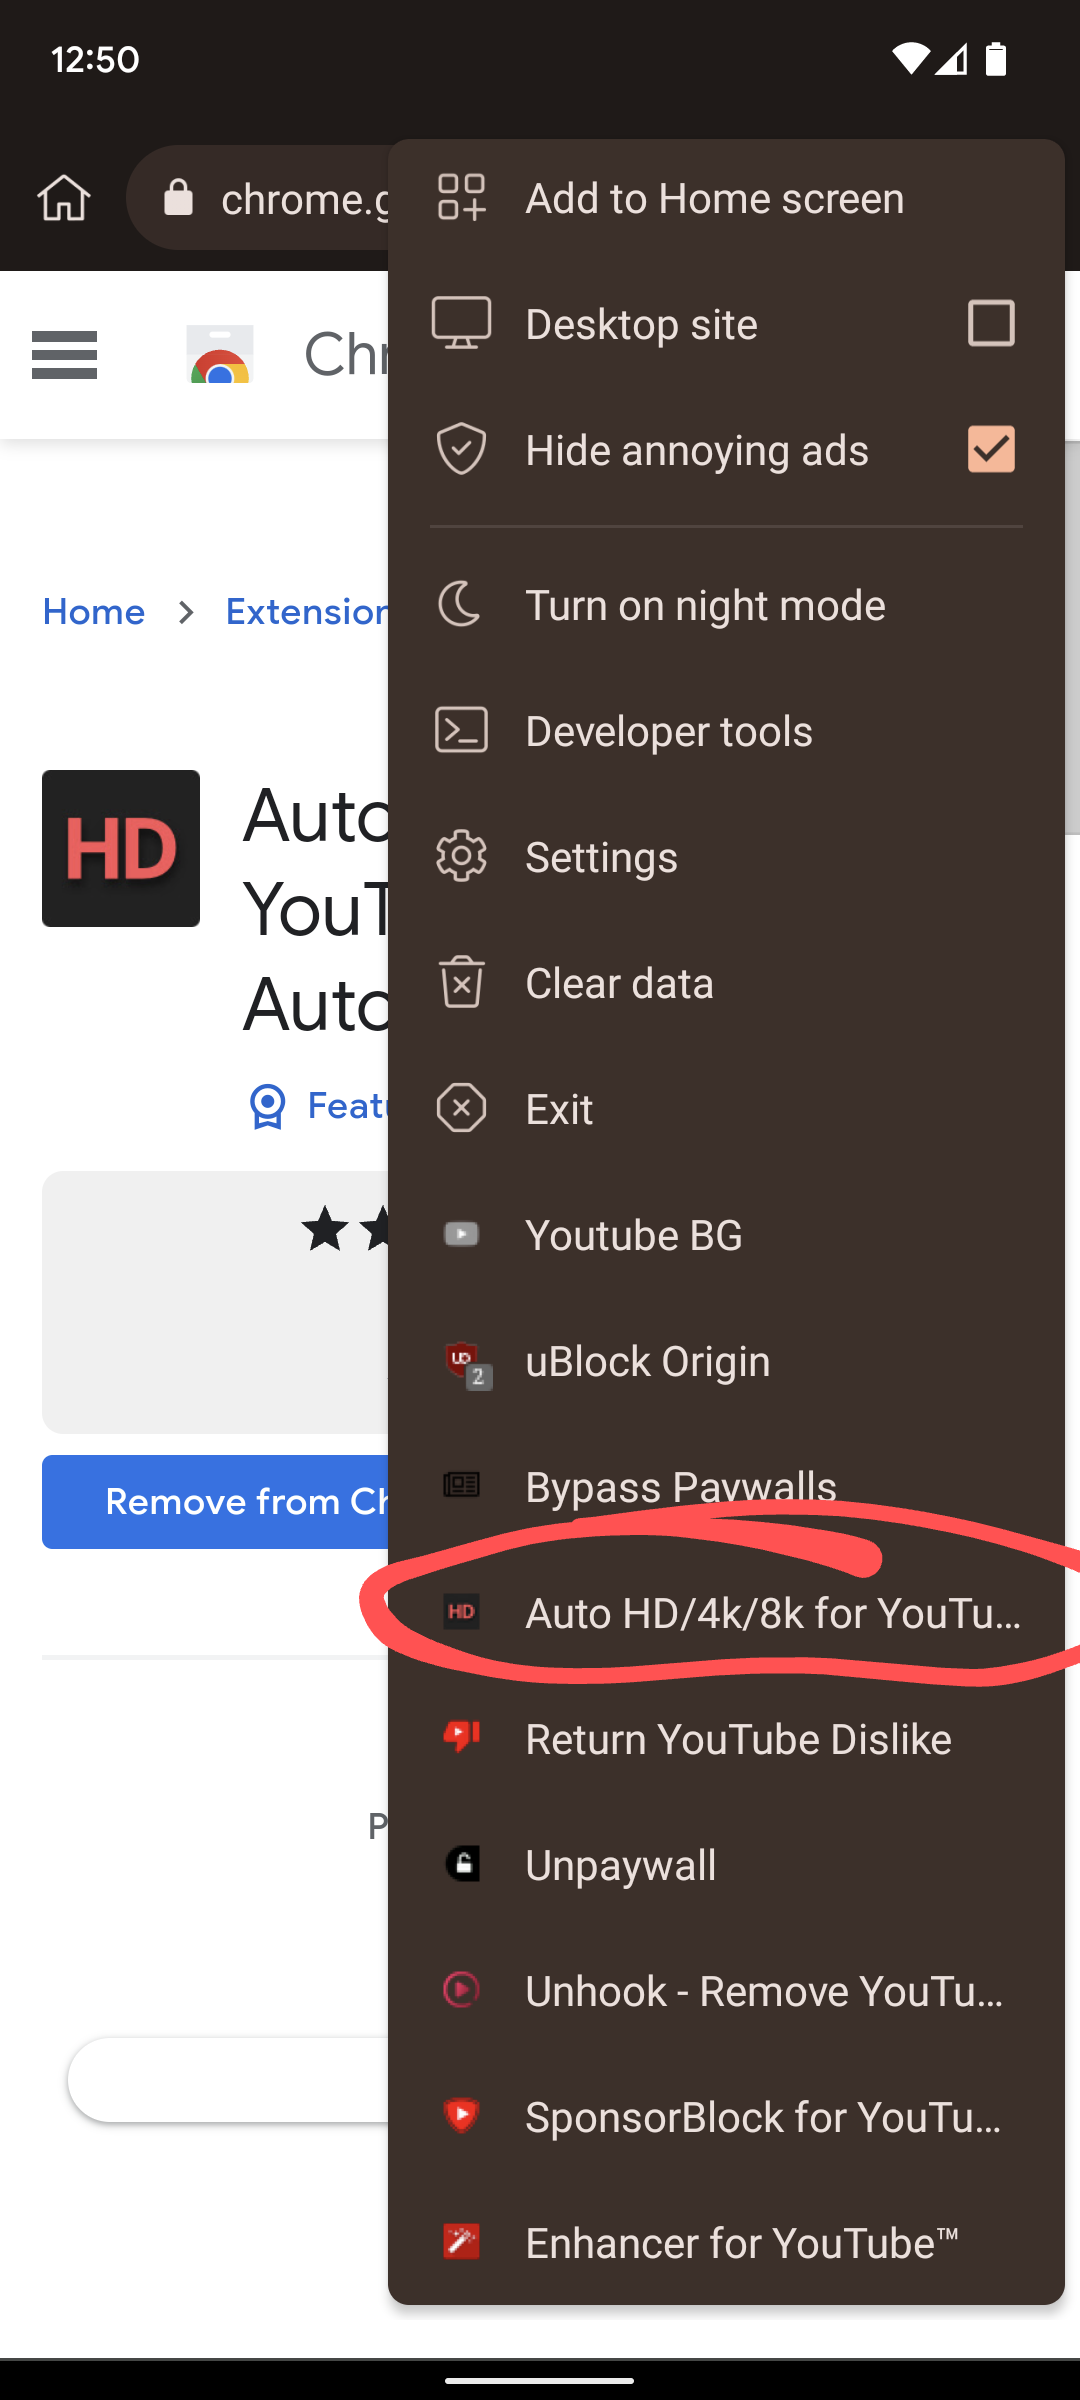 12:50
chrome.g
Add to Home screen
Desktop site
Chr
Hide annoying ads
Home > Extension
Turn on night mode
Developer tools
HD
Auto
YouT
Auto
Settings
Clear data
Featu
Exit
Youtube BG
uBlock Origin
2
Bypass Paywalls
Remove from Ch
HD
Auto HD/4k/8k for YouTu...
Return YouTube Dislike
P
Unpaywall
Unhook - Remove YouTu...
SponsorBlock for YouTu...
Enhancer for YouTube™